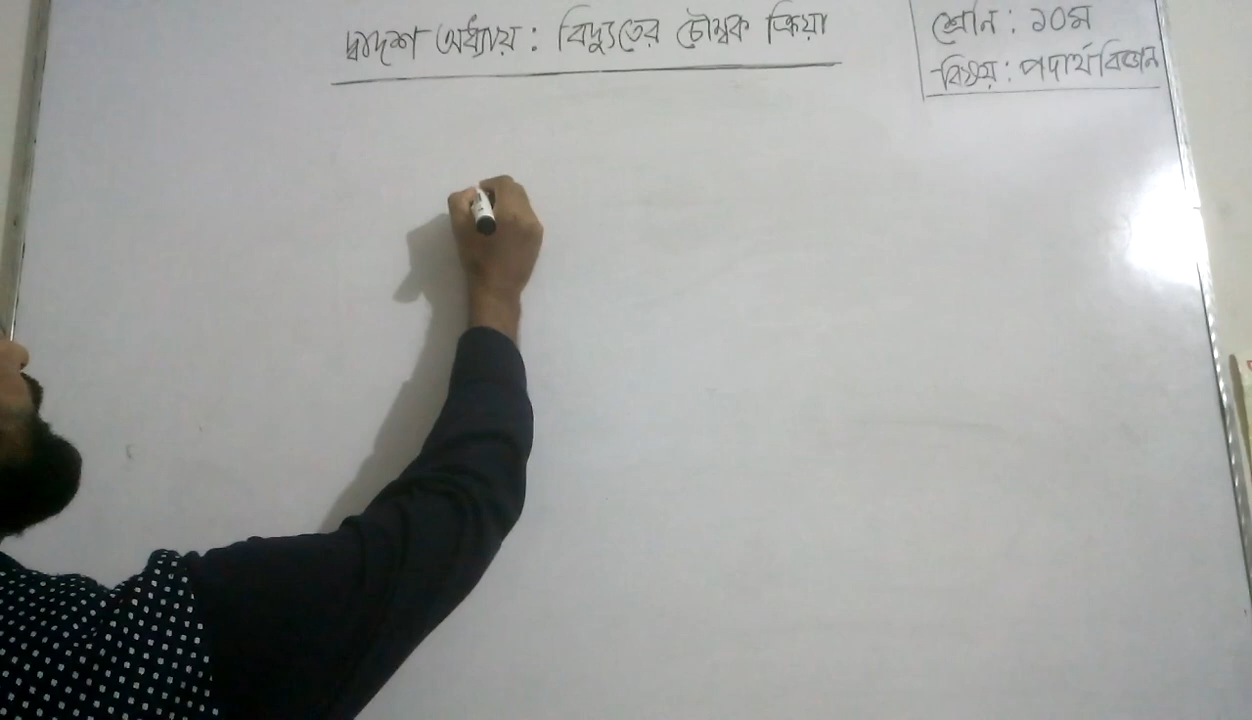 দ্বাদশ অধ্যায় : বিদ্যুতের চৌম্বক ক্রিয়া
শ্রেনি : ১০ম
বিষয় : পদার্থবিজ্ঞান